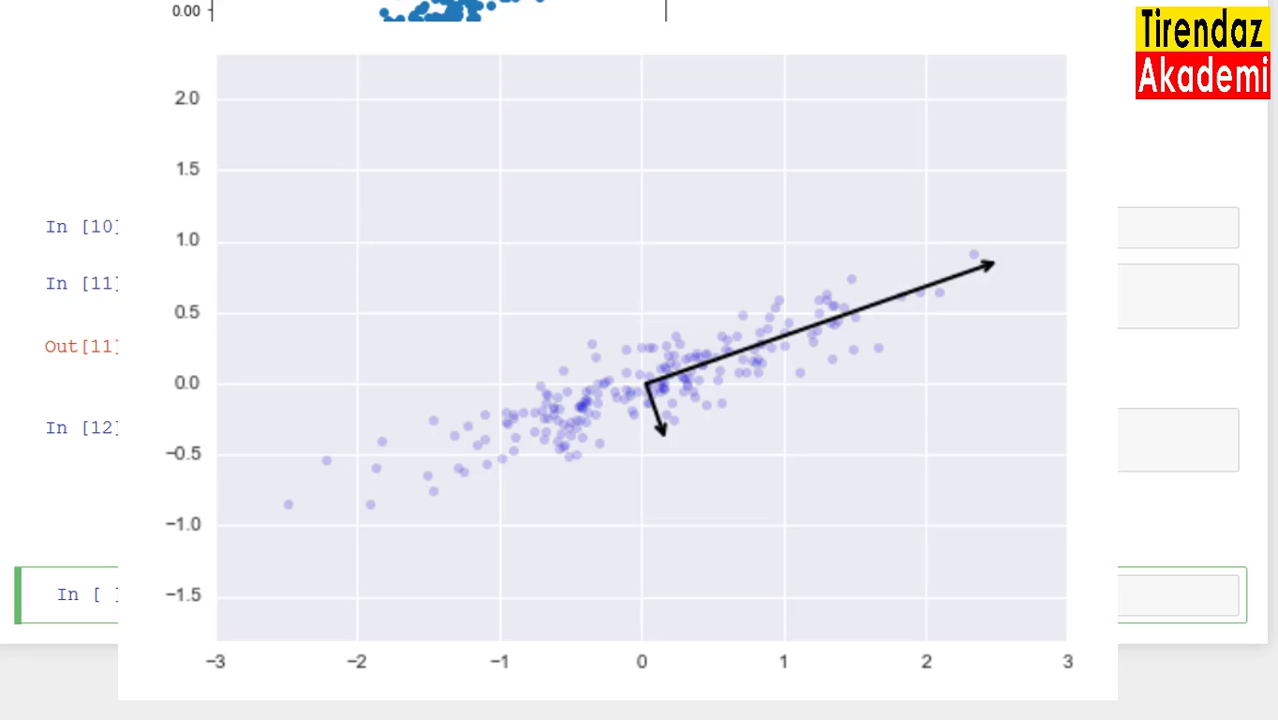 0.00
Tirendaz
Akademi
2.0
1.5
In [10]
1.0
In [11]
0.5
Out[11]
0.0
In [12]
−0.5
−1.0
In [ ]
−1.5
−3 −2 −1 0 1 2 3